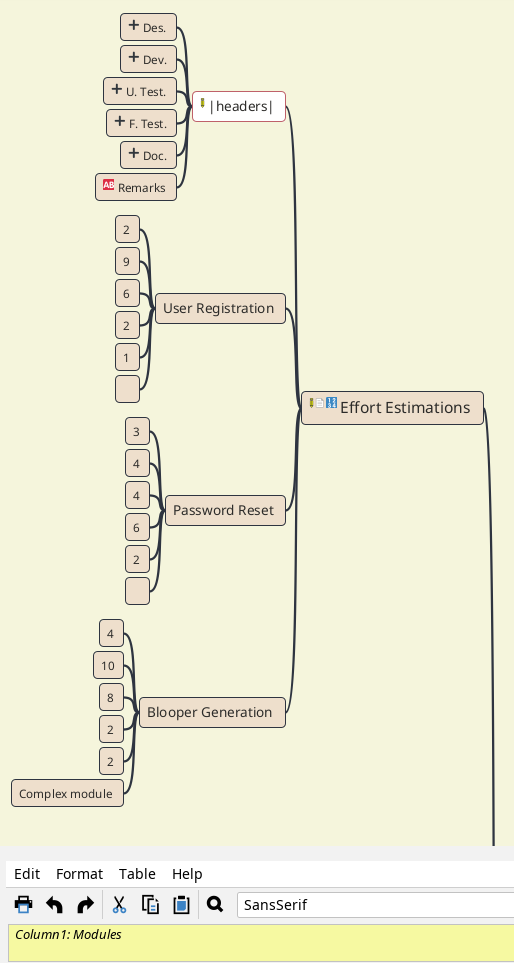 Des.
Dev.
U. Test.
F. Test.
Doc.
AB Remarks
|headers|
2
9
6
2
1
User Registration
Effort Estimations
3
4
4
6
2
Password Reset
4
10
8
2
2
Complex module
Blooper Generation
Edit Format Table Help
SansSerif
Column1: Modules